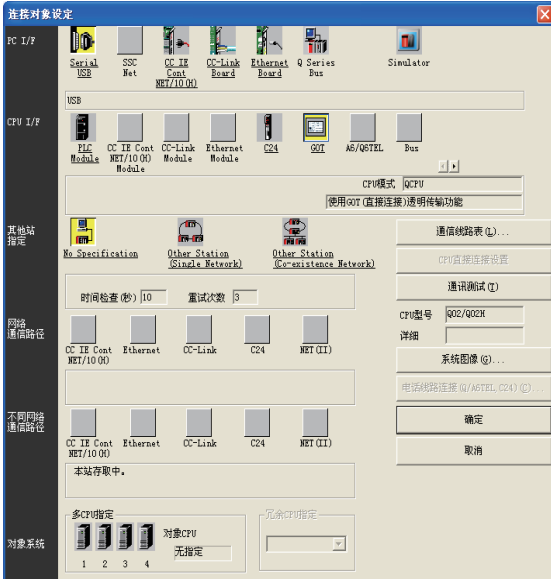 连接对象设定
PC I/F
Serial USB
SSC Net
CC IE Cont NET/10(H)
CC-Link Board
Ethernet Board
Q Series Bus
Simulator
USB
CPU I/F
PLC Module
CC IE Cont NET/10(H) Module
CC-Link Module
Ethernet Module
C24
GOT
A6/Q6TEL
Bus
CPU模式 QCPU
使用GOT(直接连接)透明传输功能
其他站指定
No Specification
Other Station (Single Network)
Other Station (Co-existence Network)
通信线路表(L)...
CPU直接连接设置
时间检查(秒) 10 重试次数 3
通讯测试(T)
CPU型号 Q02/Q02H
详细
网络通信路径
CC IE Cont NET/10(H)
Ethernet
CC-Link
C24
NET(II)
系统图像(G)...
电话线路连接(Q/A6TEL,C24)(C)...
不同网络通信路径
CC IE Cont NET/10(H)
Ethernet
CC-Link
C24
NET(II)
确定
取消
本站存取中。
对象系统
多CPU指定
1 2 3 4
对象CPU
无指定
冗余CPU指定